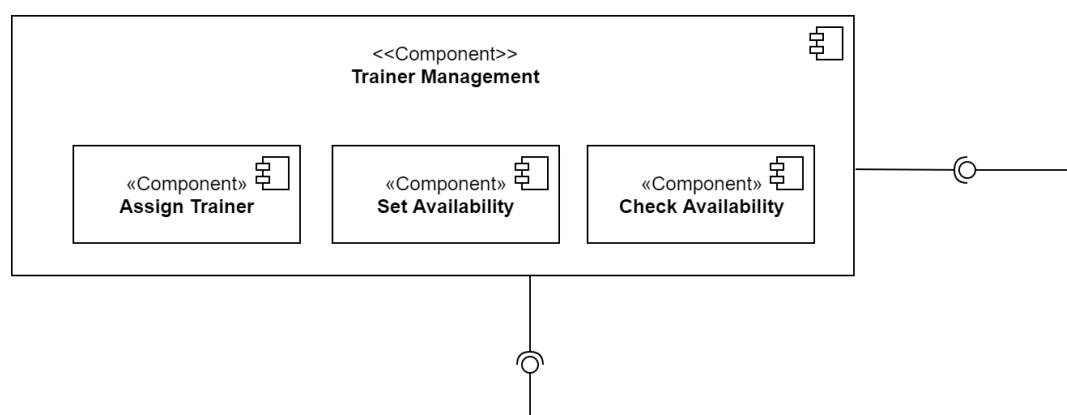 <<Component>>
Trainer Management
«Component»
Assign Trainer
«Component»
Set Availability
«Component»
Check Availability